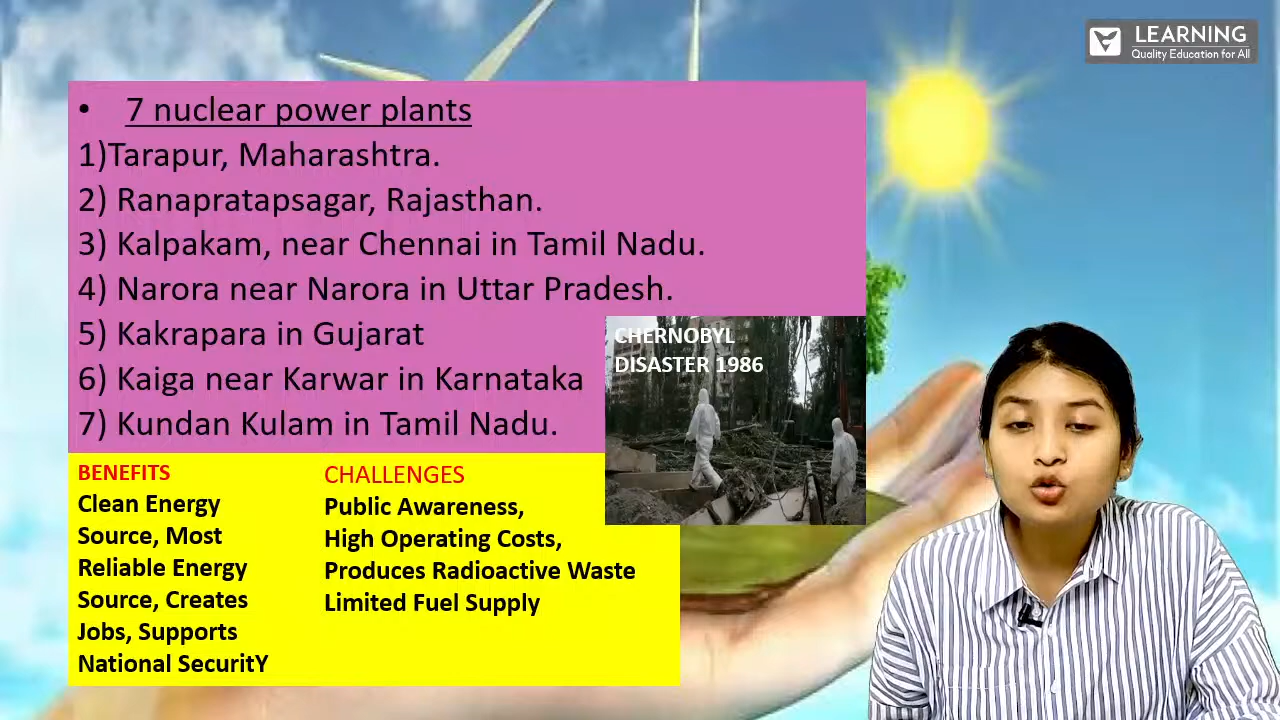 LEARNING
Quality Education for All
• 7 nuclear power plants
1)Tarapur, Maharashtra.
2) Ranapratapsagar, Rajasthan.
3) Kalpakam, near Chennai in Tamil Nadu.
4) Narora near Narora in Uttar Pradesh.
5) Kakrapara in Gujarat
6) Kaiga near Karwar in Karnataka
7) Kundan Kulam in Tamil Nadu.
CHERNOBYL
DISASTER 1986
BENEFITS
Clean Energy
Source, Most
Reliable Energy
Source, Creates
Jobs, Supports
National SecuritY
CHALLENGES
Public Awareness,
High Operating Costs,
Produces Radioactive Waste
Limited Fuel Supply